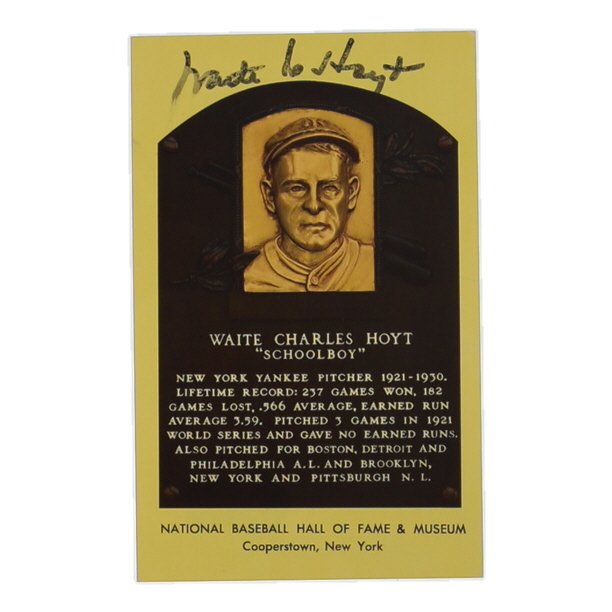 Waite C Hoyt
WAITE CHARLES HOYT
"SCHOOLBOY"
NEW YORK YANKEE PITCHER 1921-1930.
LIFETIME RECORD: 237 GAMES WON, 182
GAMES LOST, .566 AVERAGE, EARNED RUN
AVERAGE 3.59. PITCHED 3 GAMES IN 1921
WORLD SERIES AND GAVE NO EARNED RUNS.
ALSO PITCHED FOR BOSTON, DETROIT AND
PHILADELPHIA A.L. AND BROOKLYN,
NEW YORK AND PITTSBURGH N. L.
NATIONAL BASEBALL HALL OF FAME & MUSEUM
Cooperstown, New York